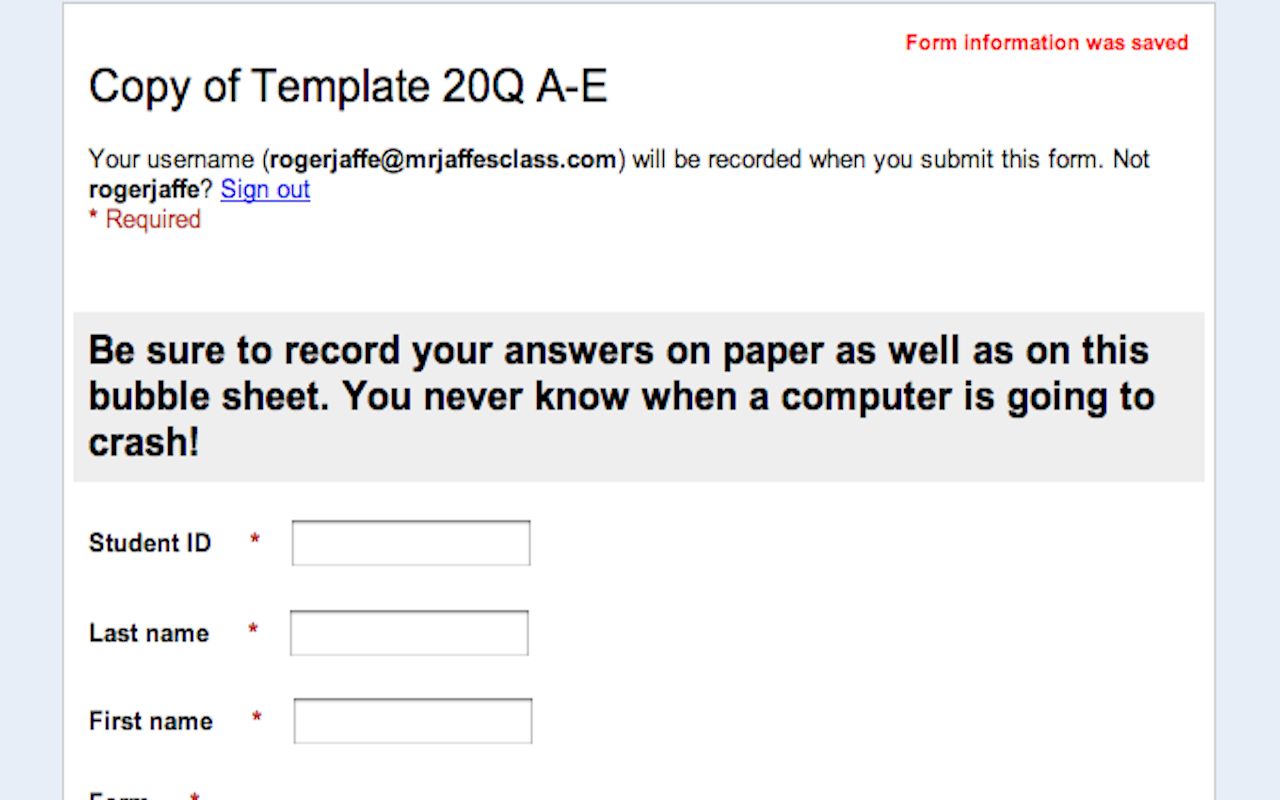 Form information was saved
Copy of Template 20Q A-E
Your username (rogerjaffe@mrjaffesclass.com) will be recorded when you submit this form. Not
rogerjaffe? Sign out
* Required
Be sure to record your answers on paper as well as on this
bubble sheet. You never know when a computer is going to
crash!
Student ID *
Last name *
First name *
Form *